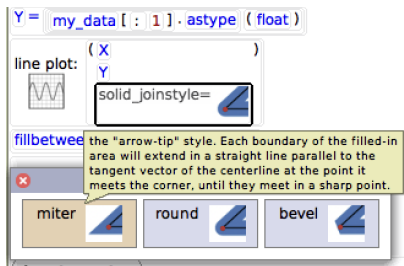 Y = my_data [ : 1 ] . astype ( float )
line plot: ( X )
Y
solid_joinstyle=
fillbetwee
the "arrow-tip" style. Each boundary of the filled-in
area will extend in a straight line parallel to the
tangent vector of the centerline at the point it
meets the corner, until they meet in a sharp point.
miter round bevel